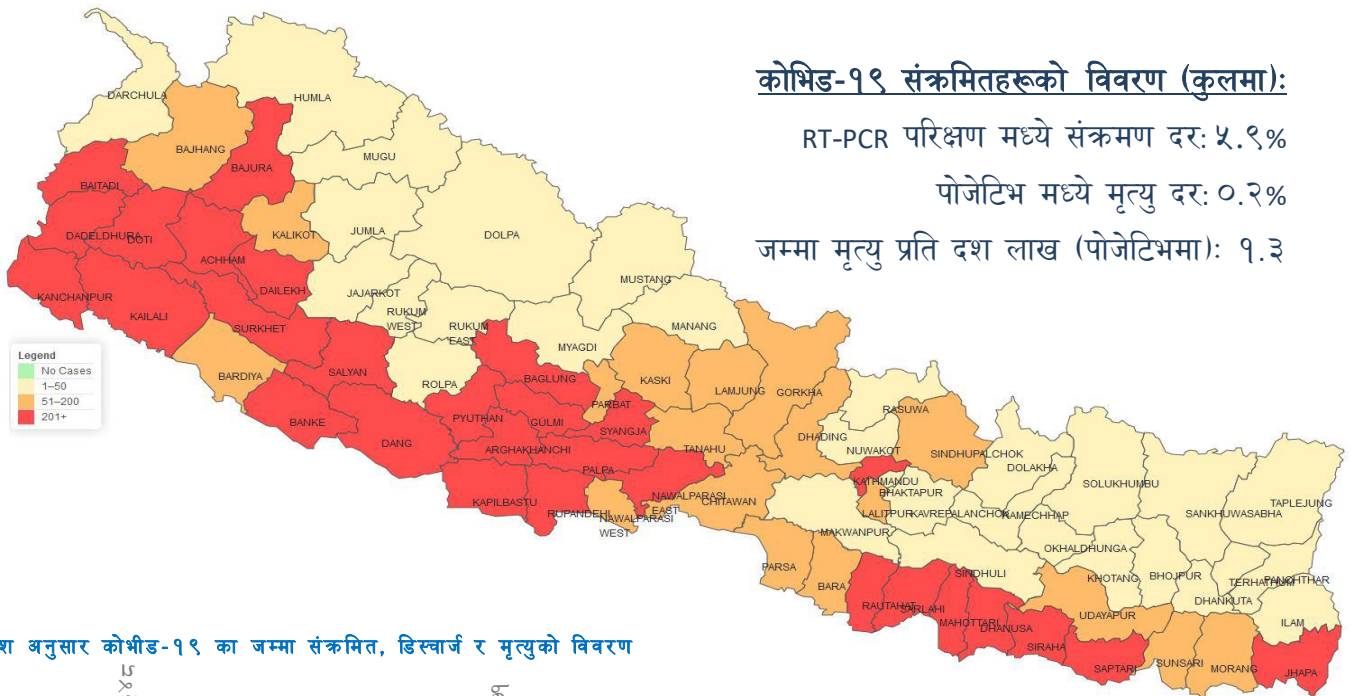 कोभिड-१९ संक्रमितहरूको विवरण (कुलमा):
RT-PCR परिक्षण मध्ये संक्रमण दर: ५.९%
पोजेटिभ मध्ये मृत्यु दर: ०.२%
जम्मा मृत्यु प्रति दश लाख (पोजेटिभमा): १.३
DARCHULA
HUMLA
BAJHANG
MUGU
BAJURA
BAITADI
DADELDHURA
DOTI
KALIKOT
JUMLA
DOLPA
ACHHAM
DAILEKH
MUSTANG
KANCHANPUR
JAJARKOT
KAILALI
RUKUM
WEST
RUKUM
EAST
MANANG
SURKHET
MYAGDI
Legend
No Cases
1–50
51–200
201+
BARDIYA
SALYAN
ROLPA
BAGLUNG
KASKI
LAMJUNG
GORKHA
PARBAT
RASUWA
BANKE
PYUTHAN
GULMI
SYANGJA
DANG
DHADING
NUWAKOT
TANAHU
SINDHUPALCHOK
ARGHAKHANCHI
PALPA
DOLAKHA
KATHMANDU
SOLUKHUMBU
BHAKTAPUR
KAPILBASTU
NAWALPARASI
EAST
CHITAWAN
TAPLEJUNG
RUPANDEHI
NAWALPARASI
WEST
LALITPUR
KAVREPALANCHOK
RAMECHHAP
SANKHUWASABHA
MAKWANPUR
OKHALDHUNGA
PARSA
SINDHULI
KHOTANG
BHOJPUR
TERHATHUM
PANCHTHAR
BARA
DHANKUTA
RAUTAHAT
SARLAHI
UDAYAPUR
ILAM
MAHOTTARI
DHANUSA
SIRAHA
SAPTARI
SUNSARI
MORANG
JHAPA
श अनुसार कोभीड-१९ का जम्मा संक्रमित, डिस्चार्ज र मृत्युको विवरण